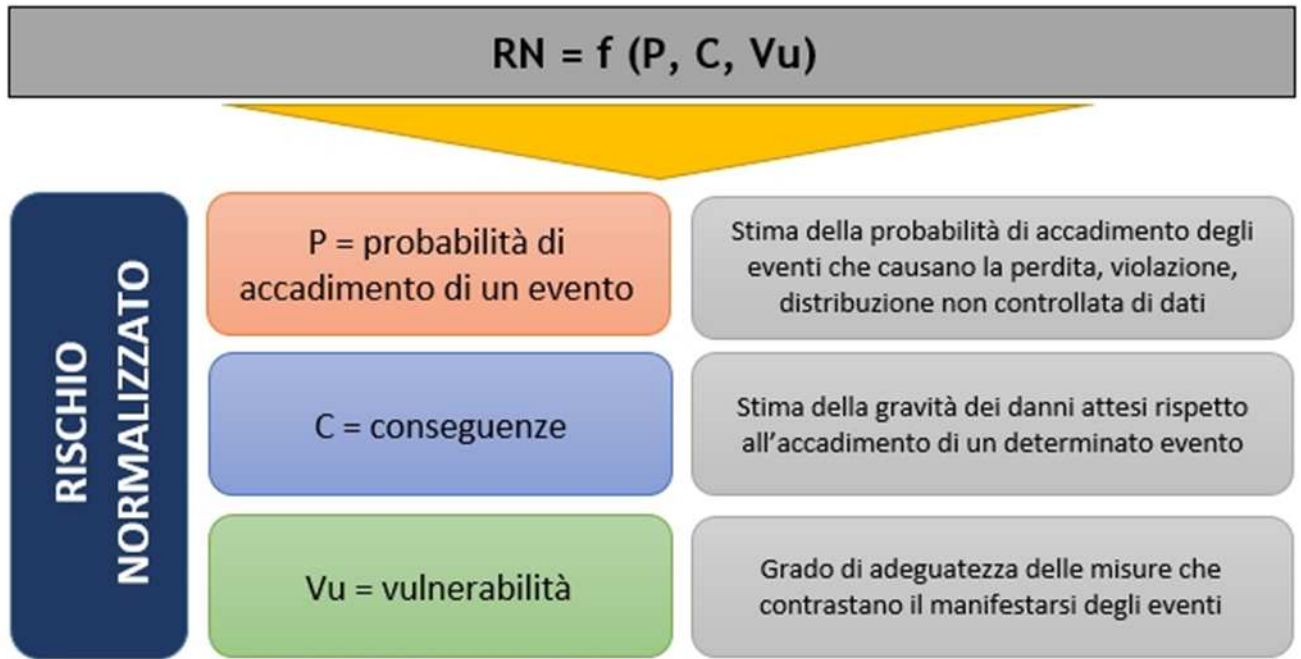 RN = f (P, C, Vu)
RISCHIO
NORMALIZZATO
P = probabilità di
accadimento di un evento
Stima della probabilità di accadimento degli
eventi che causano la perdita, violazione,
distribuzione non controllata di dati
C = conseguenze
Stima della gravità dei danni attesi rispetto
all’accadimento di un determinato evento
Vu = vulnerabilità
Grado di adeguatezza delle misure che
contrastano il manifestarsi degli eventi